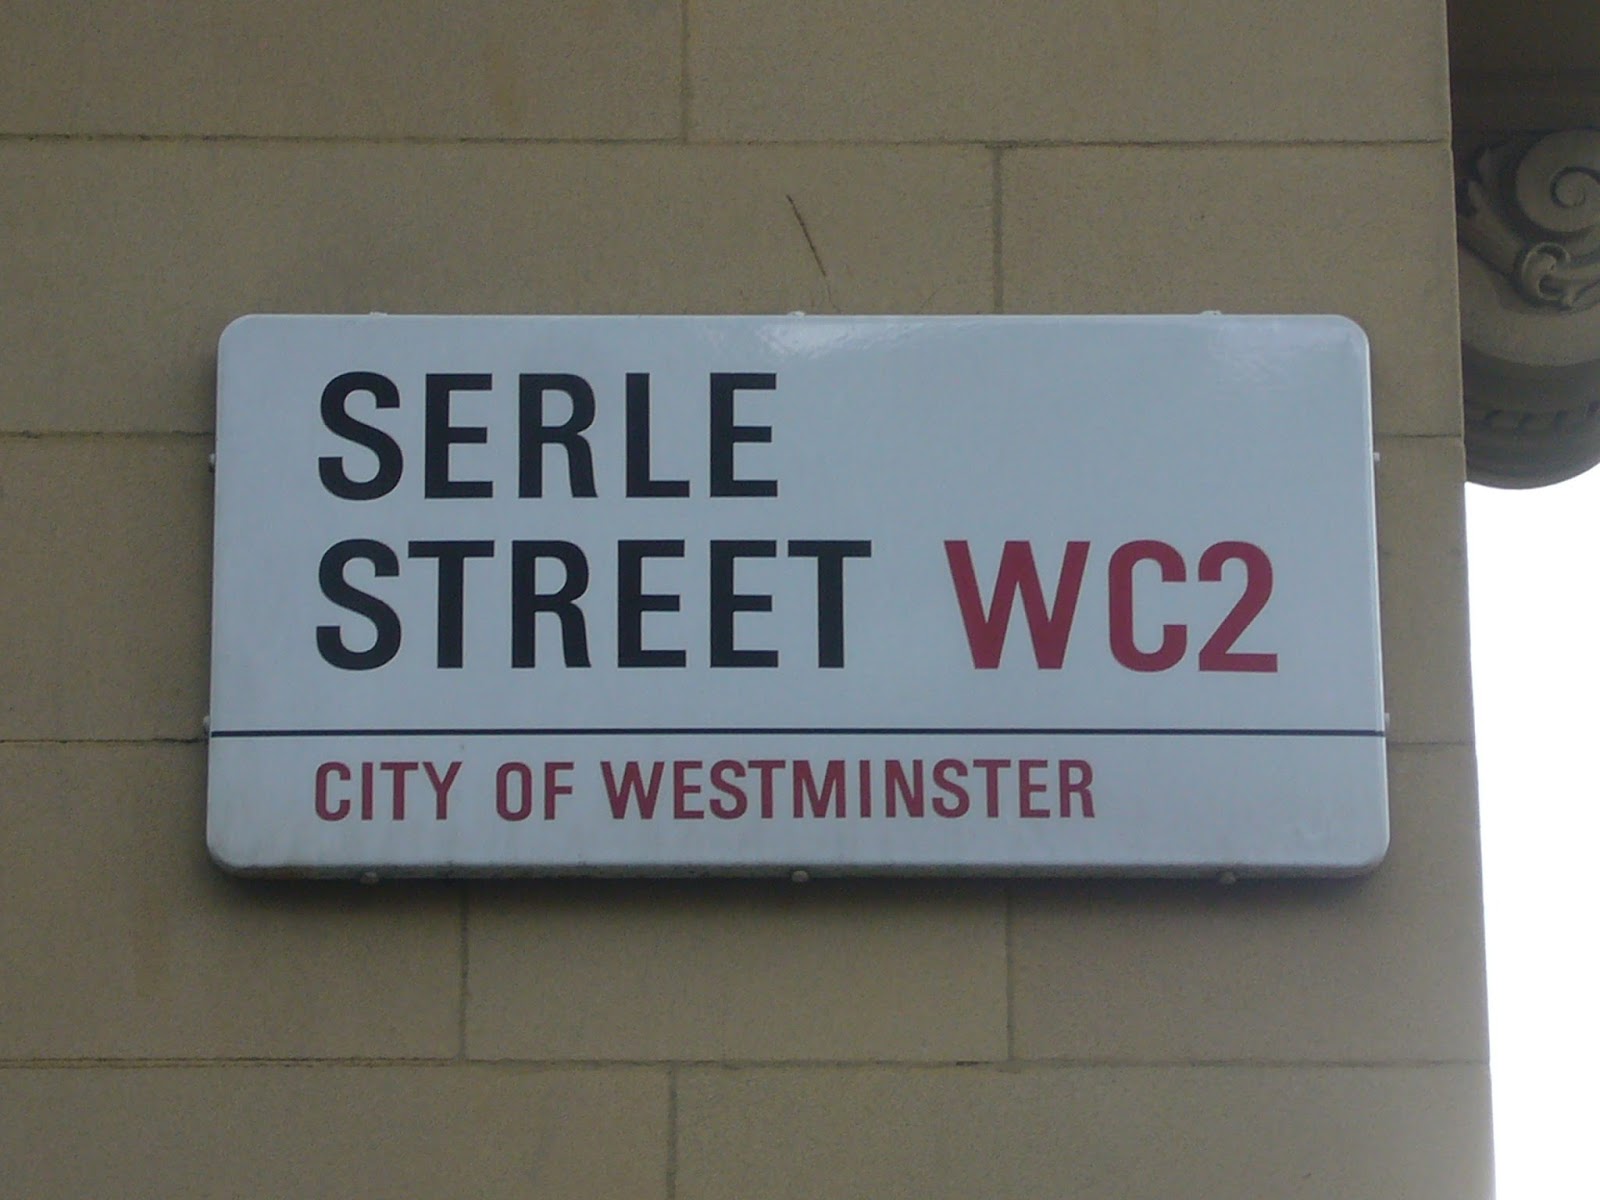 SERLE
STREET WC2
CITY OF WESTMINSTER